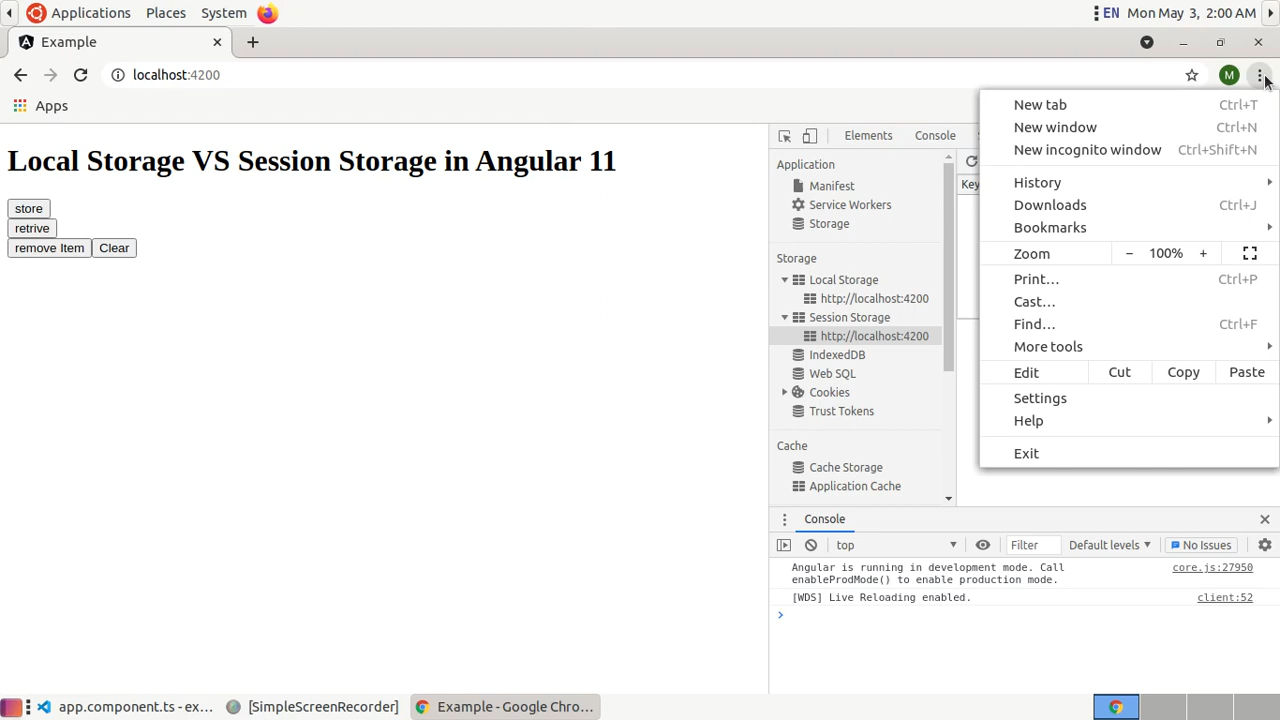 Applications Places System EN Mon May 3, 2:00 AM
Example
localhost:4200 M
Apps
Local Storage VS Session Storage in Angular 11
store
retrive
remove Item Clear
Elements Console
Application
Manifest
Service Workers
Storage
Storage
Local Storage
http://localhost:4200
Session Storage
http://localhost:4200
IndexedDB
Web SQL
Cookies
Trust Tokens
Cache
Cache Storage
Application Cache
Key
New tab Ctrl+T
New window Ctrl+N
New incognito window Ctrl+Shift+N
History
Downloads Ctrl+J
Bookmarks
Zoom − 100% +
Print… Ctrl+P
Cast…
Find… Ctrl+F
More tools
Edit Cut Copy Paste
Settings
Help
Exit
Console
top Filter Default levels No Issues
Angular is running in development mode. Call core.js:27950
enableProdMode() to enable production mode.
[WDS] Live Reloading enabled. client:52
app.component.ts - ex... [SimpleScreenRecorder] Example - Google Chro...